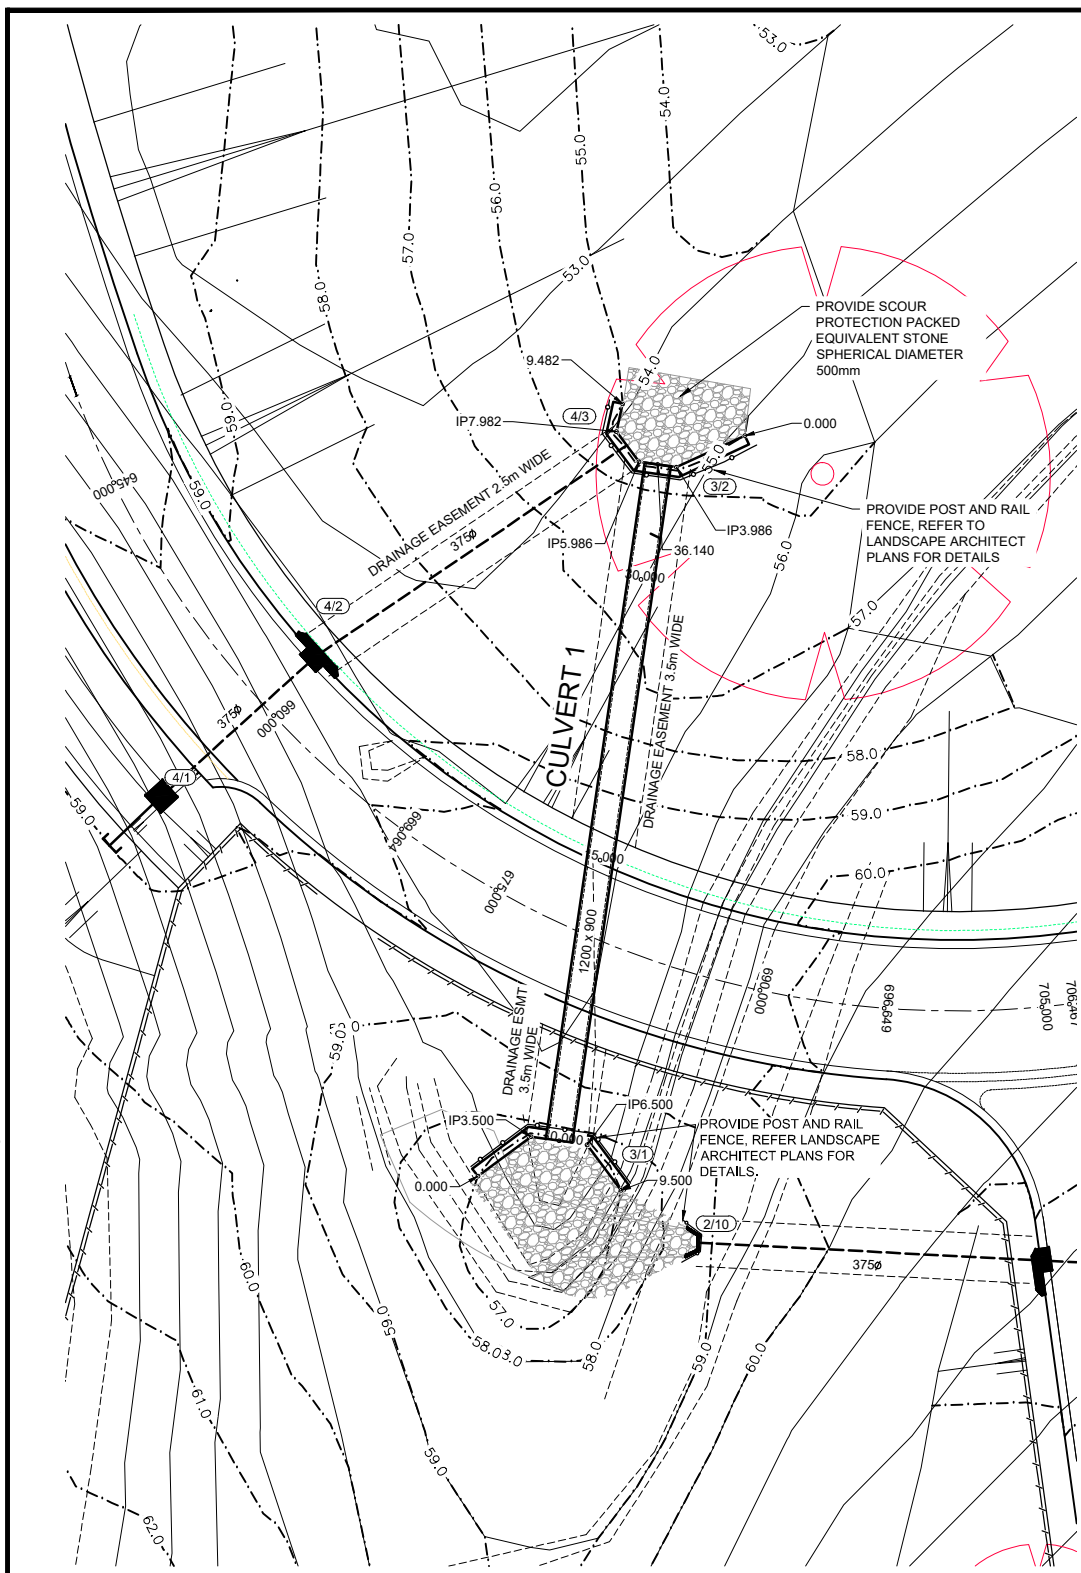 53.0
54.0
55.0
56.0
57.0
58.0
53.0
59.0
PROVIDE SCOUR
PROTECTION PACKED
EQUIVALENT STONE
SPHERICAL DIAMETER
500mm
9.482
54.0
4/3
IP7.982
0.000
55.0
3/2
645.000
59.0
DRAINAGE EASEMENT 2.5m WIDE
375ø
PROVIDE POST AND RAIL
FENCE, REFER TO
LANDSCAPE ARCHITECT
PLANS FOR DETAILS
IP3.986
IP5.986
36.140
30.000
56.0
57.0
4/2
DRAINAGE EASEMENT 3.5m WIDE
CULVERT 1
660.000
375ø
4/1
59.0
58.0
59.0
60.0
669.064
675.000
5.000
1200 x 900
690.000
696.649
705.000
706.467
59.0
DRAINAGE ESMT
3.5m WIDE
IP3.500
IP6.500
0.000
PROVIDE POST AND RAIL
FENCE, REFER LANDSCAPE
ARCHITECT PLANS FOR
DETAILS.
3/1
0.000
9.500
2/10
375ø
57.0
58.0
3.0
58.0
59.0
60.0
60.0
59.0
61.0
59.0
62.0